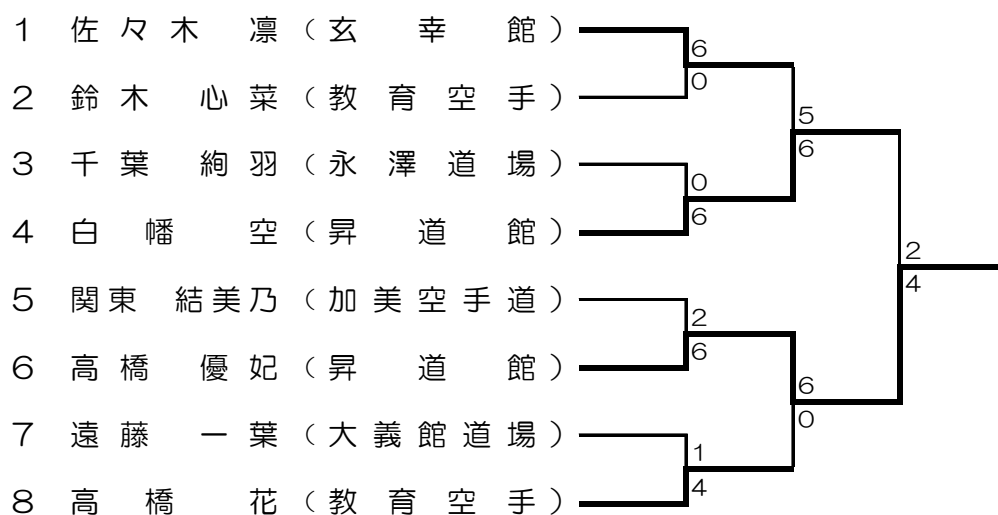 1 佐々木 凛（玄幸館）
6
2 鈴木 心菜（教育空手）
0
5
3 千葉 絢羽（永澤道場）
6
0
4 白幡 空（昇道館）
6
2
4
5 関東 結美乃（加美空手道）
2
6 高橋 優妃（昇道館）
6
6
7 遠藤 一葉（大義館道場）
0
1
8 高橋 花（教育空手）
4